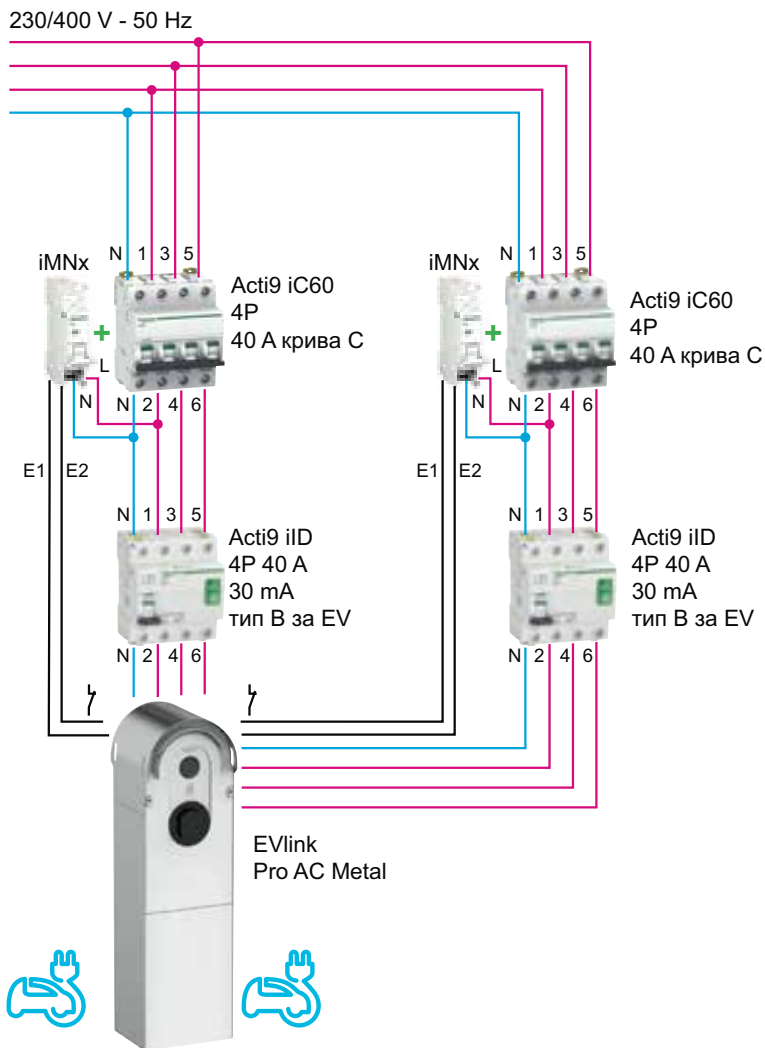 230/400 V - 50 Hz
N 1 3 5
iMNx
+
Acti9 iC60
4P
40 A крива C
L
N
N 2 4 6
E1 E2
N 1 3 5
Acti9 iID
4P 40 A
30 mA
тип B за EV
N 2 4 6
N 1 3 5
iMNx
+
Acti9 iC60
4P
40 A крива C
L
N
N 2 4 6
E1 E2
N 1 3 5
Acti9 iID
4P 40 A
30 mA
тип B за EV
N 2 4 6
EVlink
Pro AC Metal